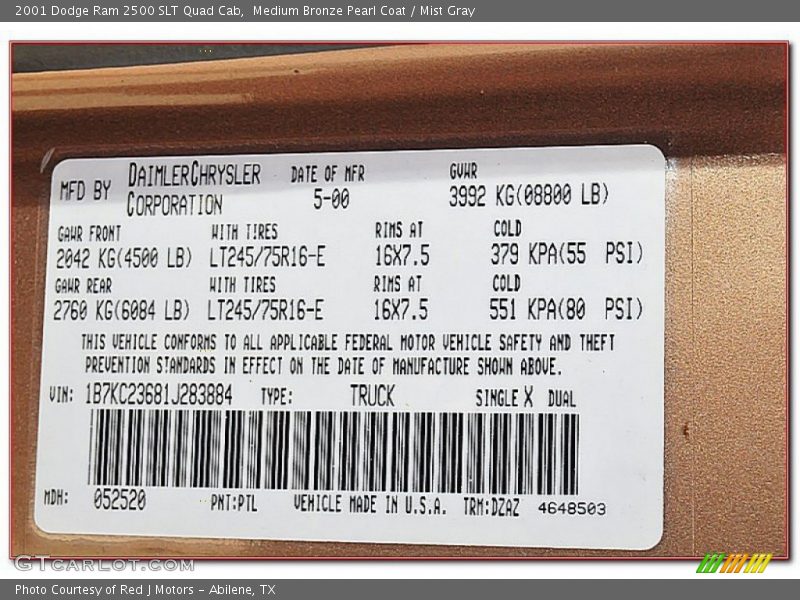 2001 Dodge Ram 2500 SLT Quad Cab, Medium Bronze Pearl Coat / Mist Gray
MFD BY DAIMLERCHRYSLER CORPORATION DATE OF MFR 5-00 GVWR 3992 KG(08800 LB)
GAWR FRONT WITH TIRES RIMS AT COLD
2042 KG(4500 LB) LT245/75R16-E 16X7.5 379 KPA(55 PSI)
GAWR REAR WITH TIRES RIMS AT COLD
2760 KG(6084 LB) LT245/75R16-E 16X7.5 551 KPA(80 PSI)
THIS VEHICLE CONFORMS TO ALL APPLICABLE FEDERAL MOTOR VEHICLE SAFETY AND THEFT
PREVENTION STANDARDS IN EFFECT ON THE DATE OF MANUFACTURE SHOWN ABOVE.
VIN: 1B7KC23681J283884 TYPE: TRUCK SINGLE X DUAL
MDH: 052520 PNT:PTL VEHICLE MADE IN U.S.A. TRM:DZAZ 4648503
GTCARLOT.COM
Photo Courtesy of Red J Motors - Abilene, TX